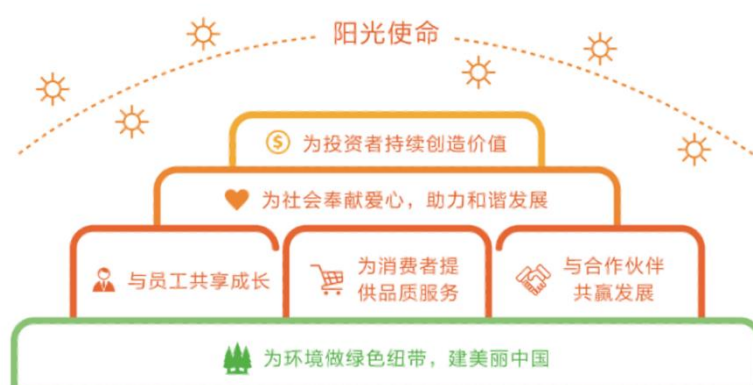 阳光使命
为投资者持续创造价值
为社会奉献爱心，助力和谐发展
与员工共享成长
为消费者提
供品质服务
与合作伙伴
共赢发展
为环境做绿色纽带，建美丽中国